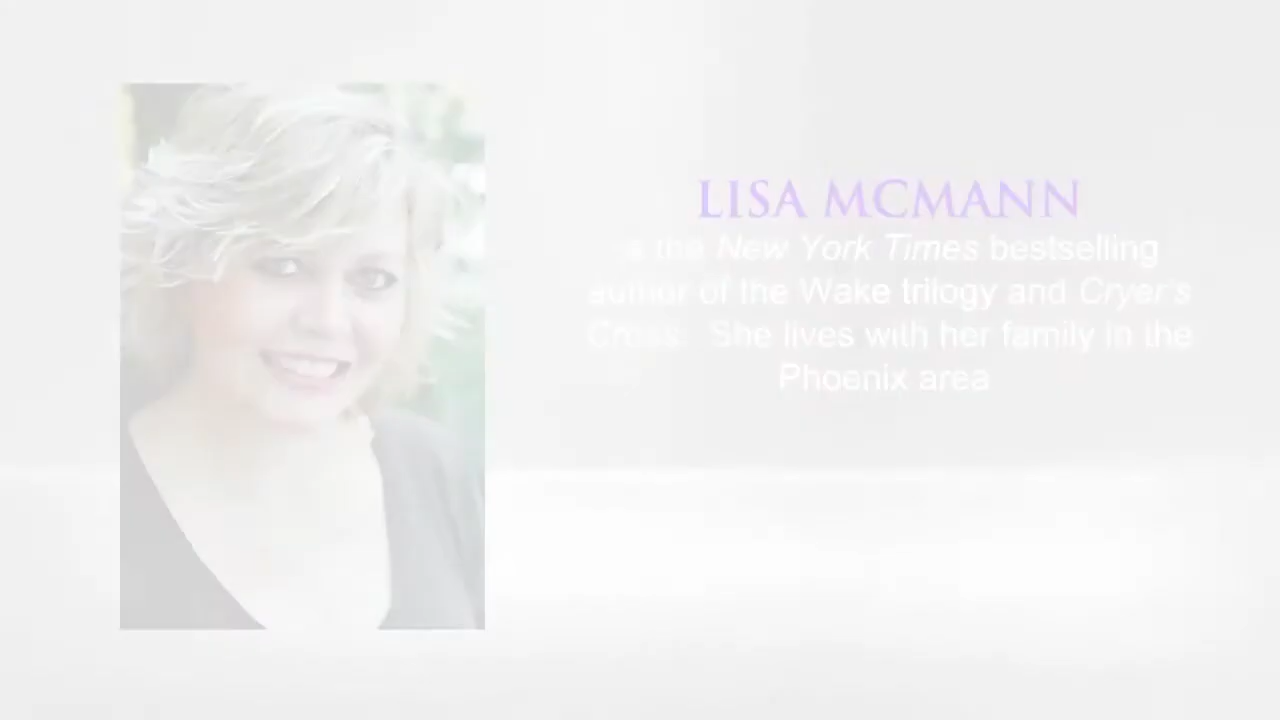 LISA MCMANN
is the New York Times bestselling
author of the Wake trilogy and Cryer's
Cross. She lives with her family in the
Phoenix area